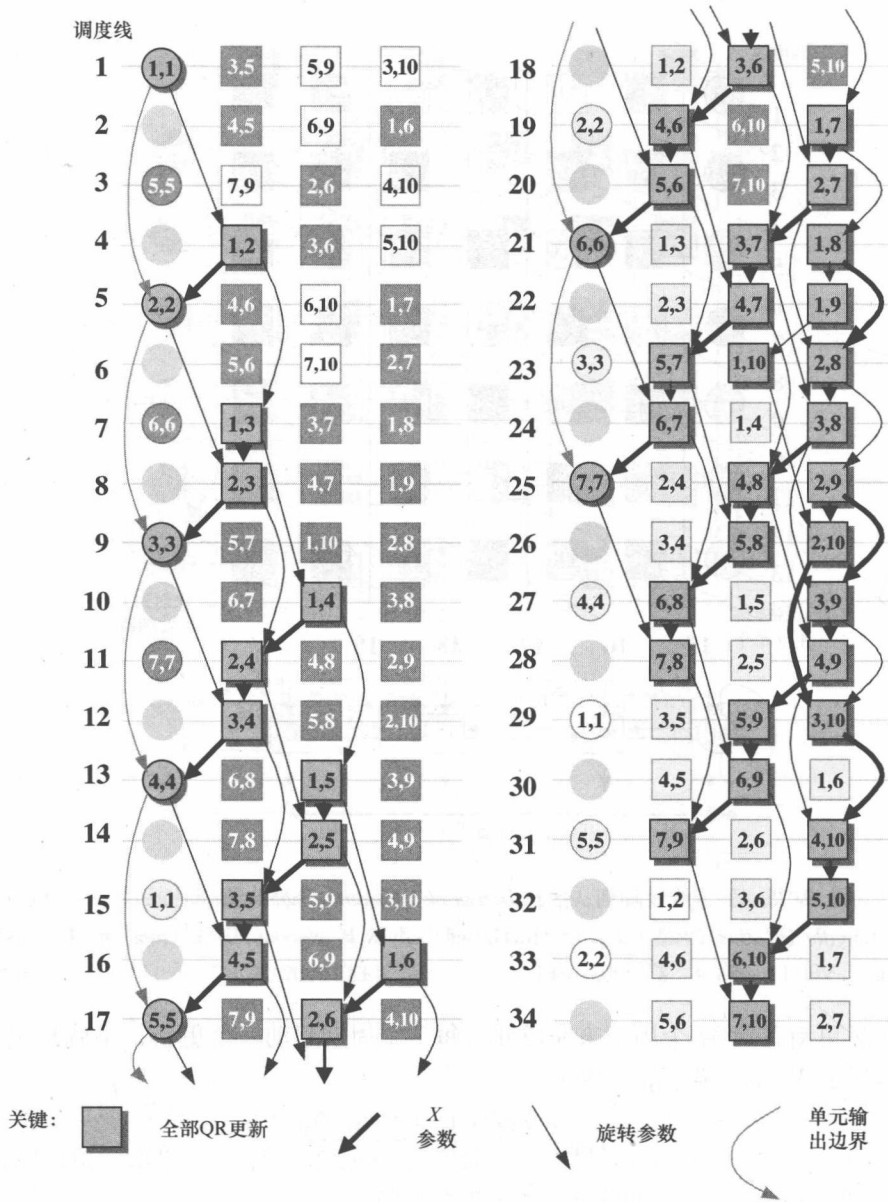 调度线
1 1,1 3,5 5,9 3,10
2 4,5 6,9 1,6
3 5,5 7,9 2,6 4,10
4 1,2 3,6 5,10
5 2,2 4,6 6,10 1,7
6 5,6 7,10 2,7
7 6,6 1,3 3,7 1,8
8 2,3 4,7 1,9
9 3,3 5,7 1,10 2,8
10 6,7 1,4 3,8
11 7,7 2,4 4,8 2,9
12 3,4 5,8 2,10
13 4,4 6,8 1,5 3,9
14 7,8 2,5 4,9
15 1,1 3,5 5,9 3,10
16 4,5 6,9 1,6
17 5,5 7,9 2,6 4,10
18 1,2 3,6 5,10
19 2,2 4,6 6,10 1,7
20 5,6 7,10 2,7
21 6,6 1,3 3,7 1,8
22 2,3 4,7 1,9
23 3,3 5,7 1,10 2,8
24 6,7 1,4 3,8
25 7,7 2,4 4,8 2,9
26 3,4 5,8 2,10
27 4,4 6,8 1,5 3,9
28 7,8 2,5 4,9
29 1,1 3,5 5,9 3,10
30 4,5 6,9 1,6
31 5,5 7,9 2,6 4,10
32 1,2 3,6 5,10
33 2,2 4,6 6,10 1,7
34 5,6 7,10 2,7
关键:
全部QR更新
X
参数
旋转参数
单元输
出边界